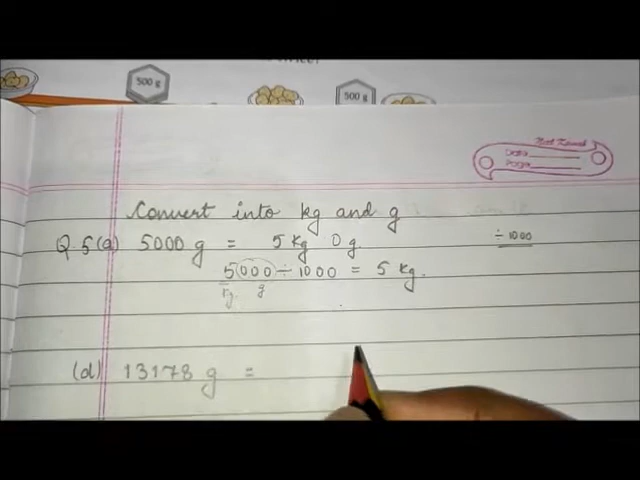 500 g
500 g
Date
Page
Convert into kg and g
Q.5(a) 5000 g = 5 kg 0 g.
÷ 1000
5000 ÷ 1000 = 5 kg.
kg g
(d) 13178 g =